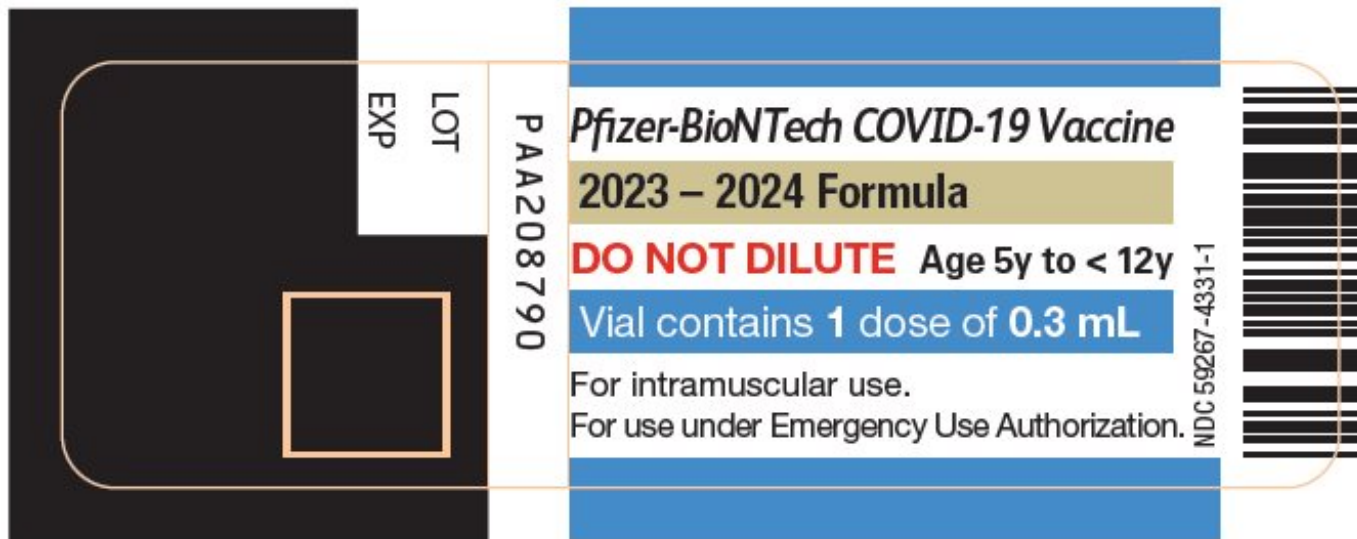 LOT
EXP
PAA208790
Pfizer-BioNTech COVID-19 Vaccine
2023 – 2024 Formula
DO NOT DILUTE Age 5y to < 12y
Vial contains 1 dose of 0.3 mL
For intramuscular use.
For use under Emergency Use Authorization.
NDC 59267-4331-1